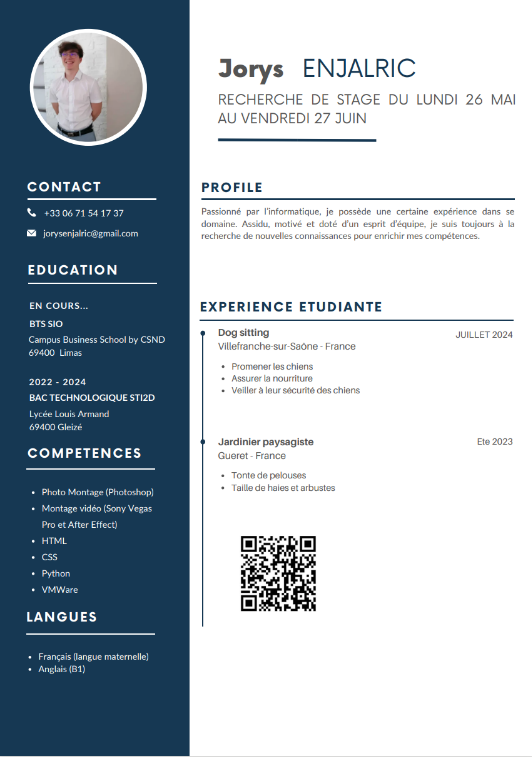 Jorys ENJALRIC
RECHERCHE DE STAGE DU LUNDI 26 MAI
AU VENDREDI 27 JUIN
CONTACT
+33 06 71 54 17 37
jorysenjalric@gmail.com
EDUCATION
EN COURS...
BTS SIO
Campus Business School by CSND
69400 Limas
2022 - 2024
BAC TECHNOLOGIQUE STI2D
Lycée Louis Armand
69400 Gleizé
COMPETENCES
• Photo Montage (Photoshop)
• Montage vidéo (Sony Vegas
Pro et After Effect)
• HTML
• CSS
• Python
• VMWare
LANGUES
• Français (langue maternelle)
• Anglais (B1)
PROFILE
Passionné par l'informatique, je possède une certaine expérience dans se
domaine. Assidu, motivé et doté d'un esprit d'équipe, je suis toujours à la
recherche de nouvelles connaissances pour enrichir mes compétences.
EXPERIENCE ETUDIANTE
Dog sitting JUILLET 2024
Villefranche-sur-Saône - France
• Promener les chiens
• Assurer la nourriture
• Veiller à leur sécurité des chiens
Jardinier paysagiste Ete 2023
Gueret - France
• Tonte de pelouses
• Taille de haies et arbustes